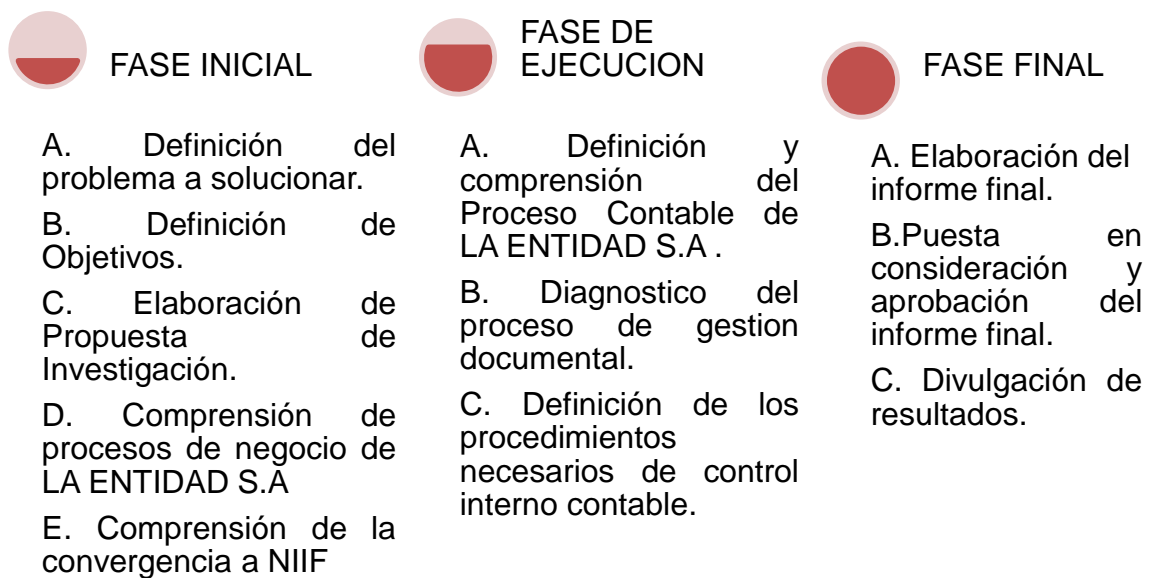 FASE INICIAL
A. Definición del
problema a solucionar.
B. Definición de
Objetivos.
C. Elaboración de
Propuesta de
Investigación.
D. Comprensión de
procesos de negocio de
LA ENTIDAD S.A
E. Comprensión de la
convergencia a NIIF
FASE DE
EJECUCION
A. Definición y
comprensión del
Proceso Contable de
LA ENTIDAD S.A .
B. Diagnostico del
proceso de gestion
documental.
C. Definición de los
procedimientos
necesarios de control
interno contable.
FASE FINAL
A. Elaboración del
informe final.
B.Puesta en
consideración y
aprobación del
informe final.
C. Divulgación de
resultados.